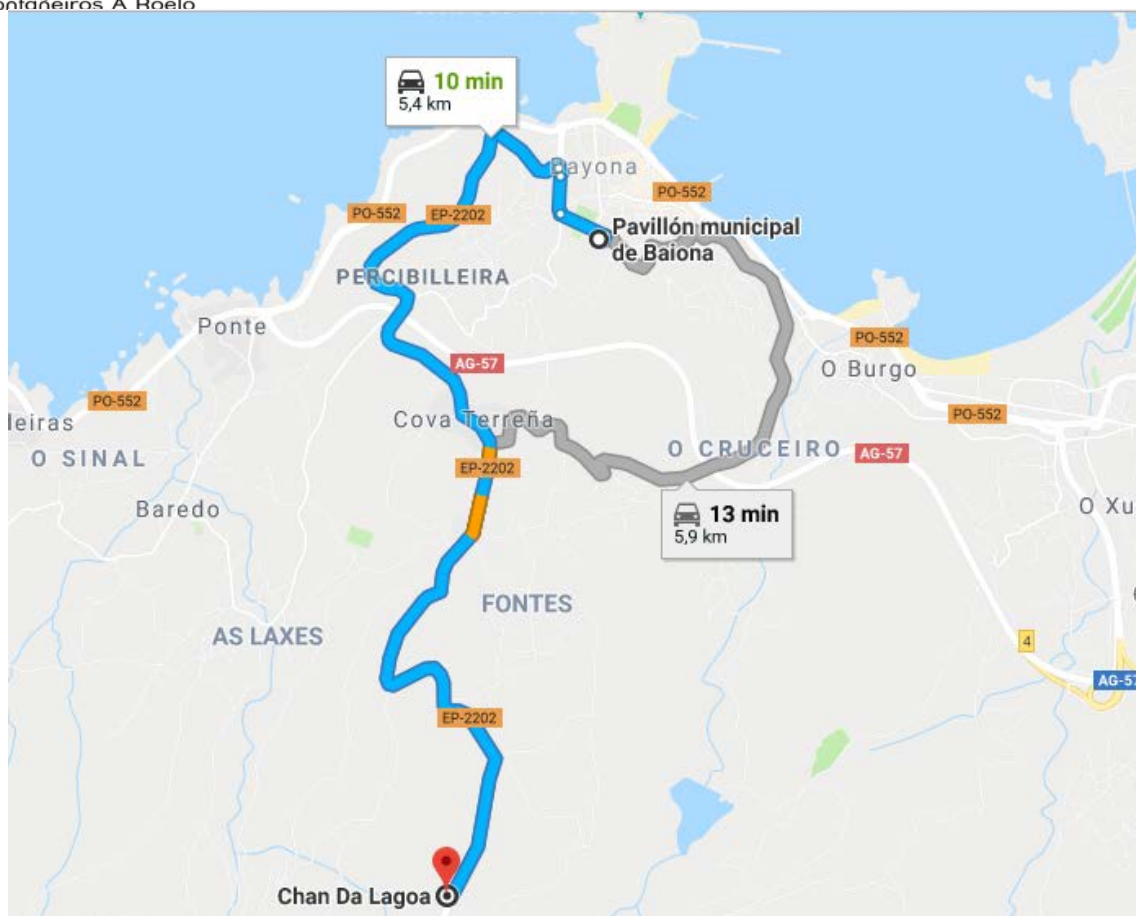 A Roelo
10 min
5,4 km
Bayona
PO-552
PO-552
EP-2202
Pavillón municipal
de Baiona
PERCIBILLEIRA
Ponte
PO-552
AG-57
O Burgo
PO-552
PO-552
leiras
Cova Terreña
O CRUCEIRO
AG-57
O SINAL
EP-2202
Baredo
13 min
5,9 km
O Xu
FONTES
AS LAXES
4
AG-57
EP-2202
Chan Da Lagoa